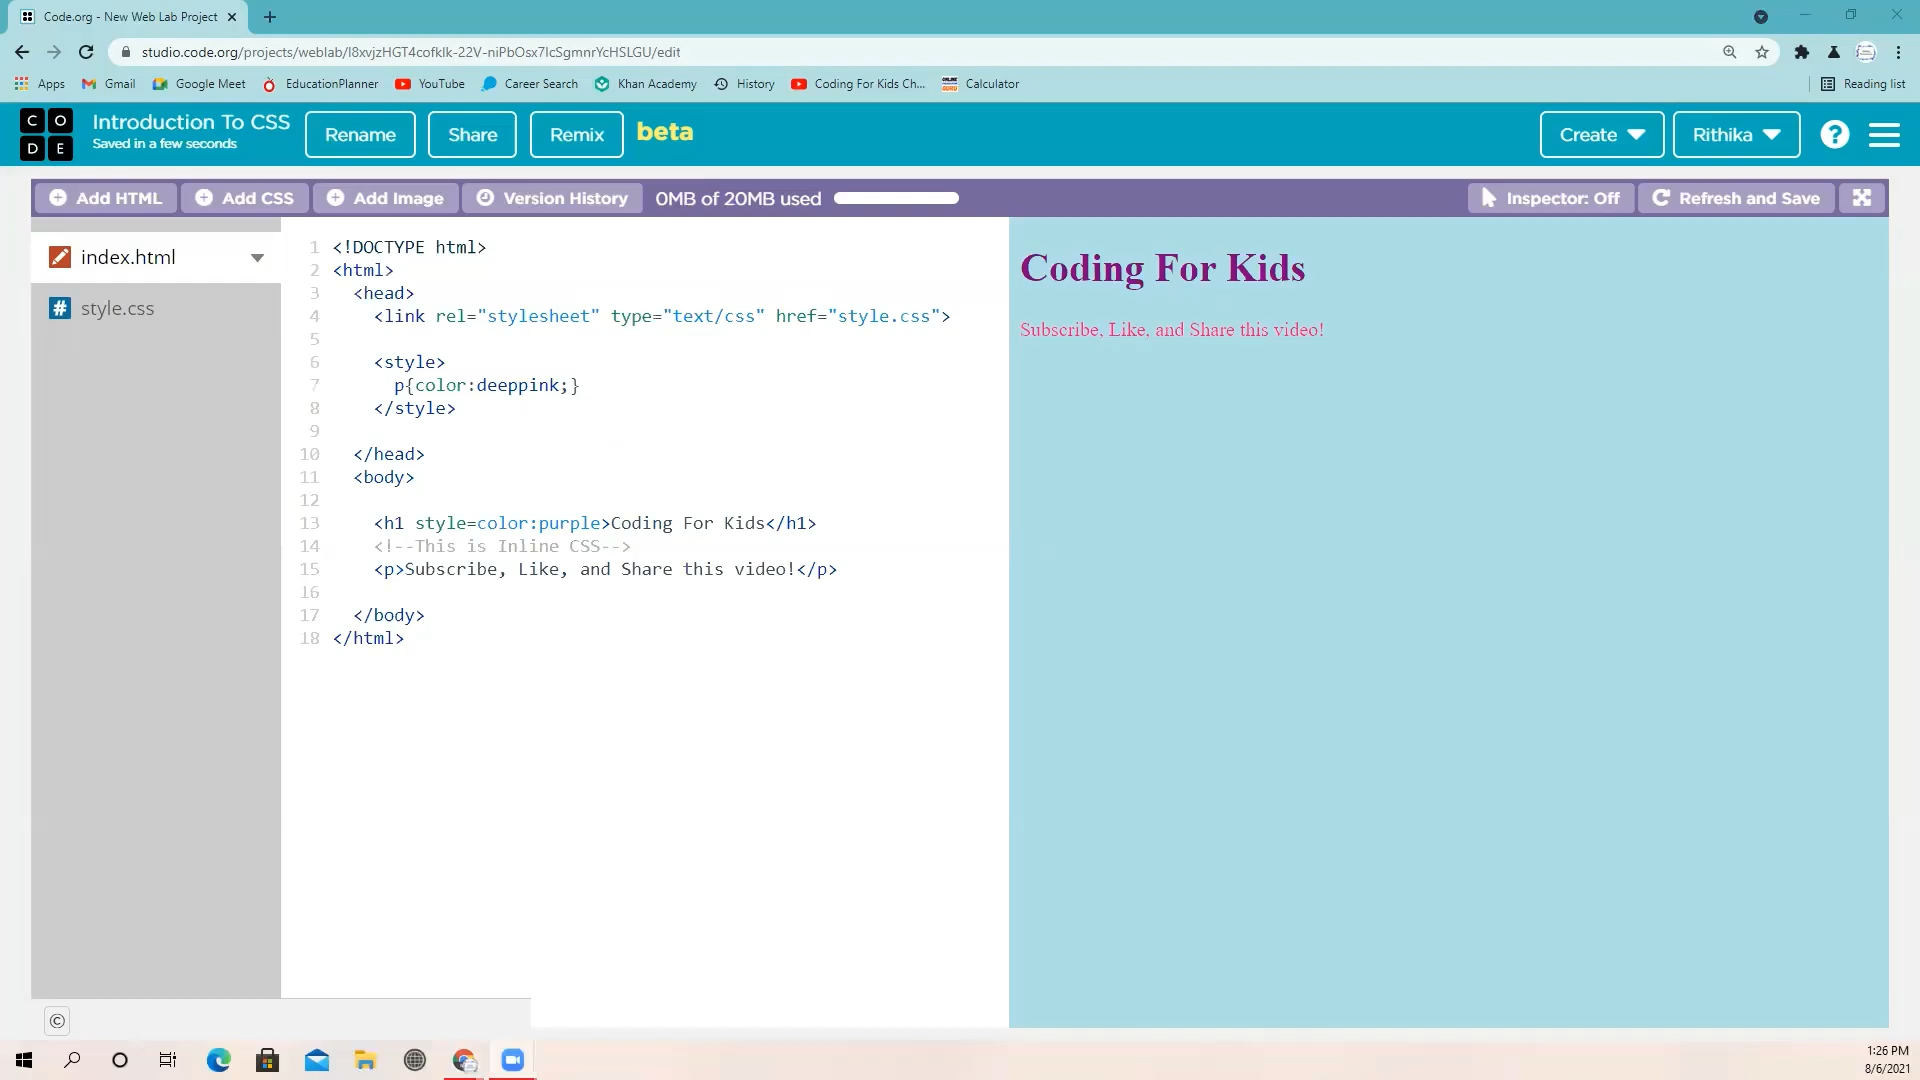 Code.org - New Web Lab Project
studio.code.org/projects/weblab/l8xvjzHGT4cofklk-22V-niPbOsx7lcSgmnrYcHSLGU/edit
Apps Gmail Google Meet EducationPlanner YouTube Career Search Khan Academy History Coding For Kids Ch... Calculator Reading list
C O
D E
Introduction To CSS
Saved in a few seconds
Rename Share Remix beta Create Rithika ?
Add HTML Add CSS Add Image Version History 0MB of 20MB used Inspector: Off Refresh and Save
index.html
# style.css
1 <!DOCTYPE html>
2 <html>
3 <head>
4 <link rel="stylesheet" type="text/css" href="style.css">
5
6 <style>
7 p{color:deeppink;}
8 </style>
9
10 </head>
11 <body>
12
13 <h1 style=color:purple>Coding For Kids</h1>
14 <!--This is Inline CSS-->
15 <p>Subscribe, Like, and Share this video!</p>
16
17 </body>
18 </html>
Coding For Kids
Subscribe, Like, and Share this video!
©
1:26 PM
8/6/2021